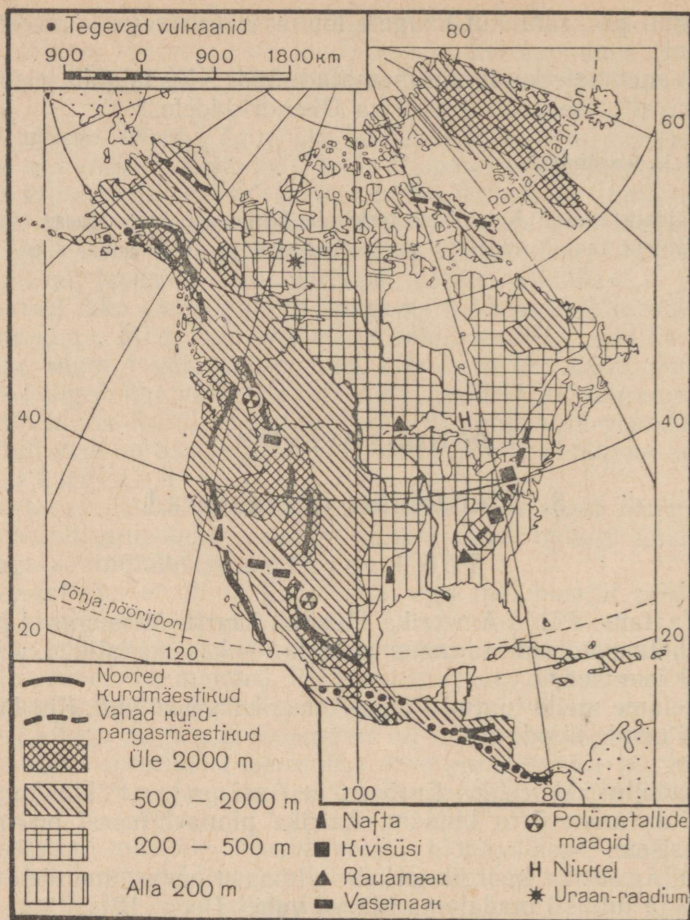 • Tegevad vulkaanid
900 0 900 1800км
80
60
Põhja-polaarjoon
40
40
H
Põhja-pöörijoon
20
120
20
100
80
Noored
kurdmäestikud
Vanad kurd-
pangasmäestikud
Üle 2000 m
500 – 2000 m
200 – 500 m
Alla 200 m
Nafta
Kivisüsi
Rauamaak
Vasemaak
Polümetallide
maagid
H Nikkel
Uraan-raadium